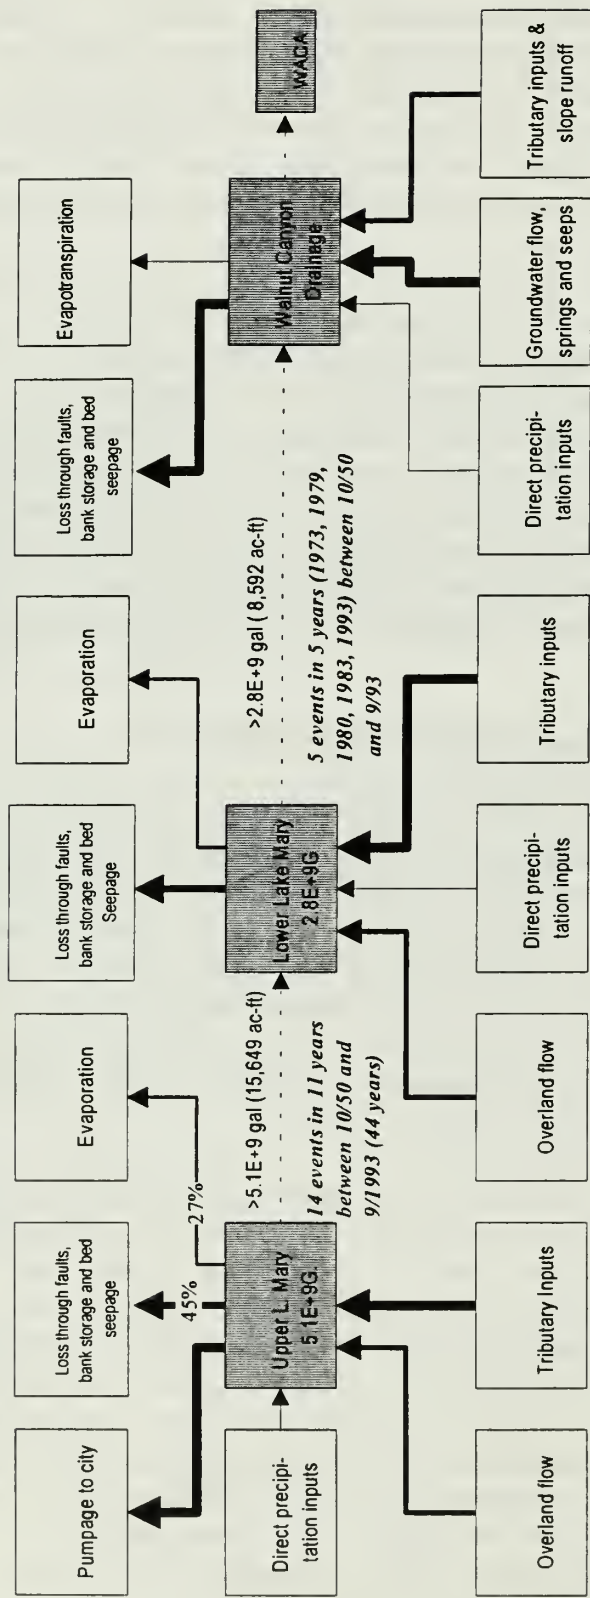 Pumpage to city
Loss through faults,
bank storage and bed
seepage
Evaporation
Loss through faults,
bank storage and bed
Seepage
Evaporation
Loss through faults,
bank storage and bed
seepage
Evapotranspiration
45%
27%
Direct precipi-
tation inputs
Upper L. Mary
5.1E+9G.
>5.1E+9 gal (15,649 ac-ft)
14 events in 11 years
between 10/50 and
9/1993 (44 years)
Lower Lake Mary
2.8E+9G
>2.8E+9 gal ( 8,592 ac-ft)
5 events in 5 years (1973, 1979,
1980, 1983, 1993) between 10/50
and 9/93
Walnut Canyon
Drainage
WACA
Overland flow
Tributary Inputs
Overland flow
Direct precipi-
tation inputs
Tributary inputs
Direct precipi-
tation inputs
Groundwater flow,
springs and seeps
Tributary inputs &
slope runoff